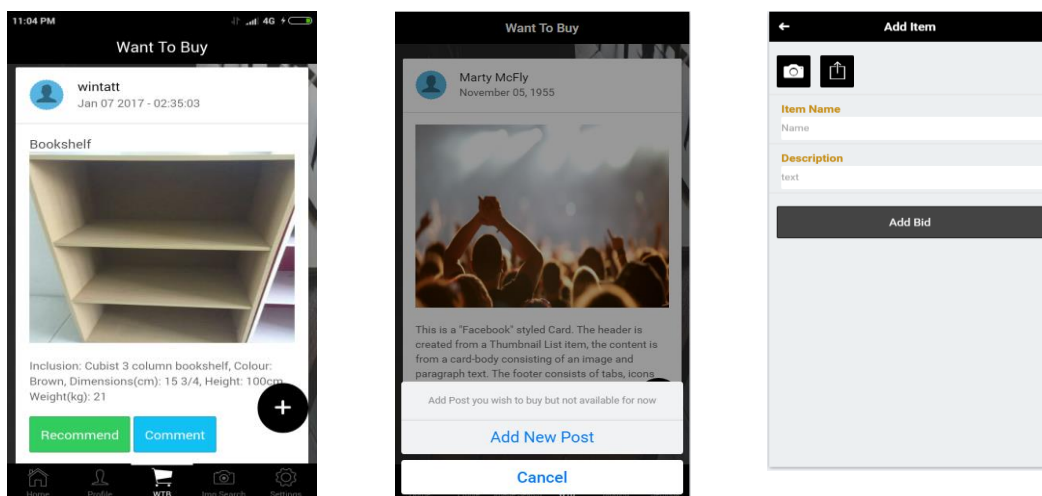 11:04 PM
4G
Want To Buy
wintatt
Jan 07 2017 - 02:35:03
Bookshelf
Inclusion: Cubist 3 column bookshelf, Colour:
Brown, Dimensions(cm): 15 3/4, Height: 100cm
Weight(kg): 21
+
Recommend
Comment
Home
Profile
WTB
Img Search
Settings
Want To Buy
Marty McFly
November 05, 1955
This is a "Facebook" styled Card. The header is
created from a Thumbnail List item, the content is
from a card-body consisting of an image and
paragraph text. The footer consists of tabs, icons
Add Post you wish to buy but not available for now
Add New Post
Cancel
Add Item
Item Name
Name
Description
text
Add Bid